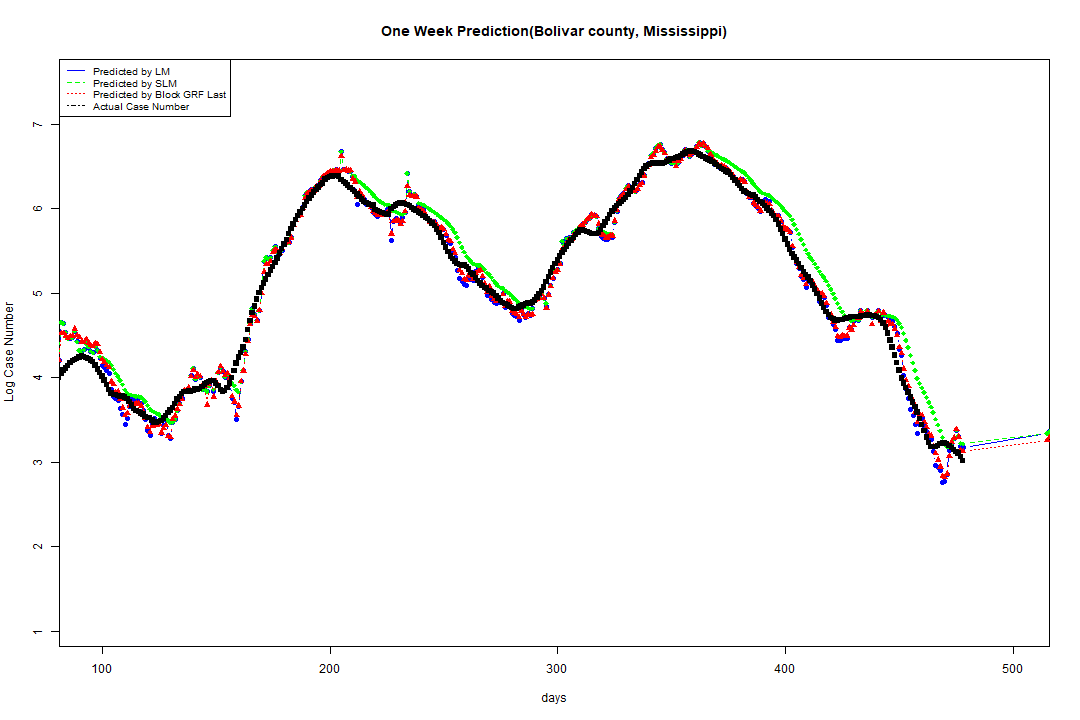 One Week Prediction(Bolivar county, Mississippi)
Predicted by LM
Predicted by SLM
Predicted by Block GRF Last
Actual Case Number
7
6
5
4
3
2
1
Log Case Number
100 200 300 400 500
days